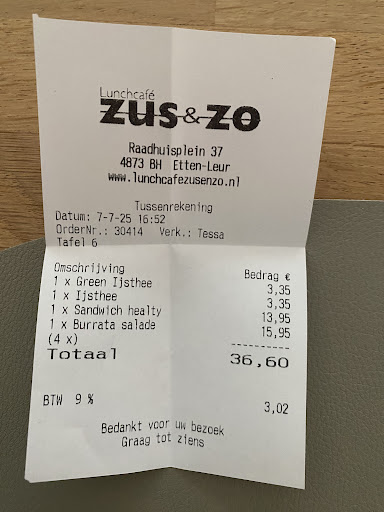 Lunchcafé
ZUS&ZO
Raadhuisplein 37
4873 BH Etten-Leur
www.lunchcafezusenzo.nl
Tussenrekening
Datum: 7-7-25 16:52
OrderNr.: 30414 Verk.: Tessa
Tafel 6
Omschrijving Bedrag €
1 x Green Ijsthee 3,35
1 x Ijsthee 3,35
1 x Sandwich healty 13,95
1 x Burrata salade 15,95
(4 x) ----------
Totaal 36,60
BTW 9 % 3,02
Bedankt voor uw bezoek
Graag tot ziens